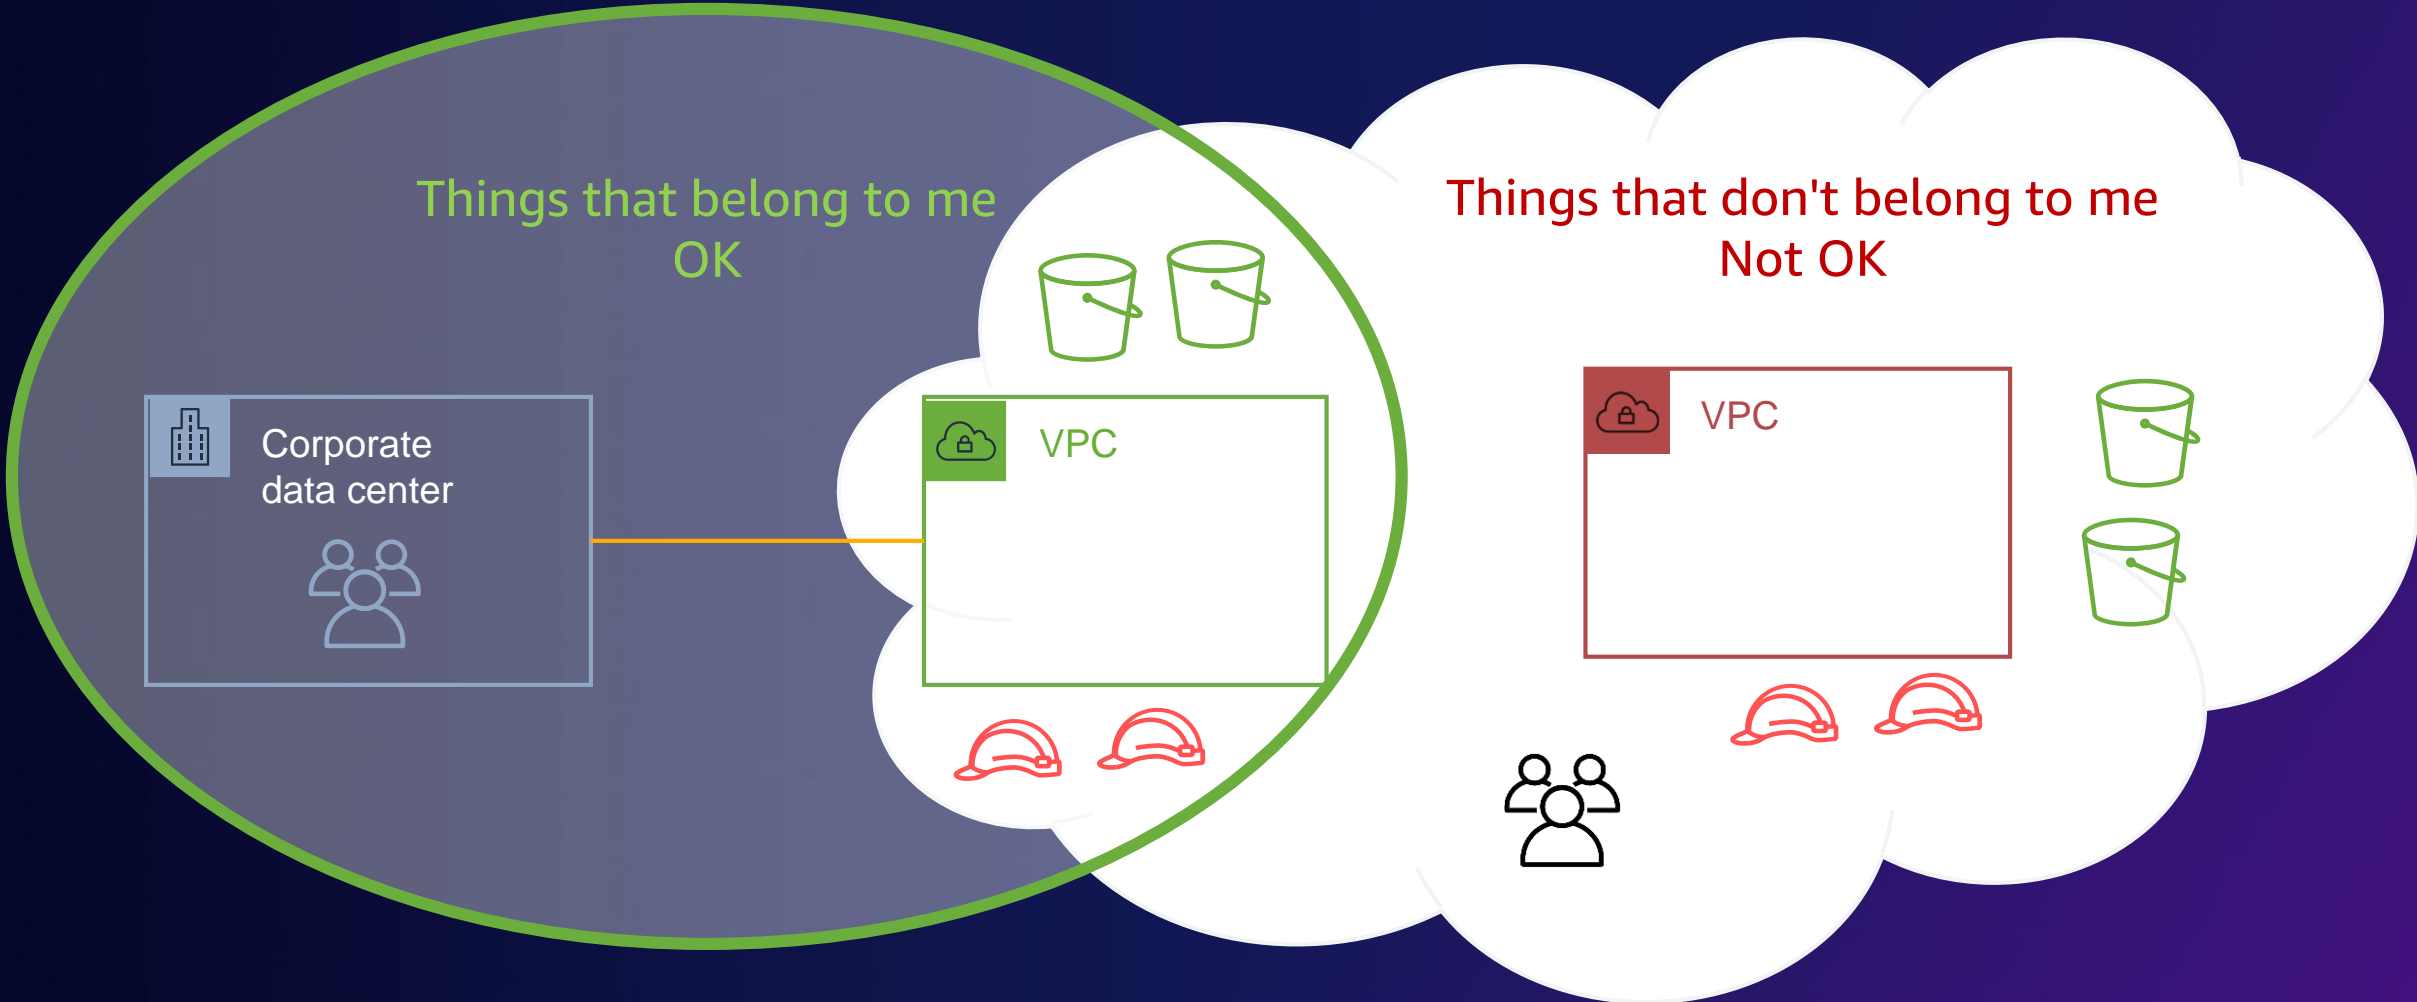 Things that belong to me
OK
Things that don't belong to me
Not OK
Corporate
data center
VPC
VPC